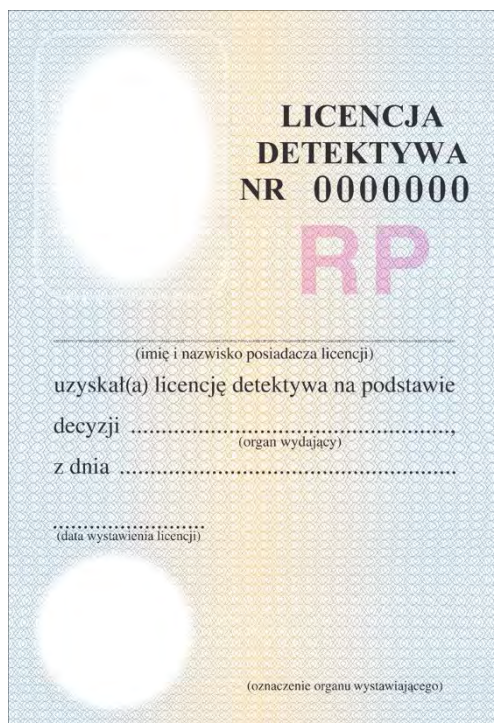 LICENCJA
DETEKTYWA
NR 0000000
RP
(imię i nazwisko posiadacza licencji)
uzyskał(a) licencję detektywa na podstawie
decyzji ....................................................,
(organ wydający)
z dnia ......................................................
.........................
(data wystawienia licencji)
(oznaczenie organu wystawiającego)